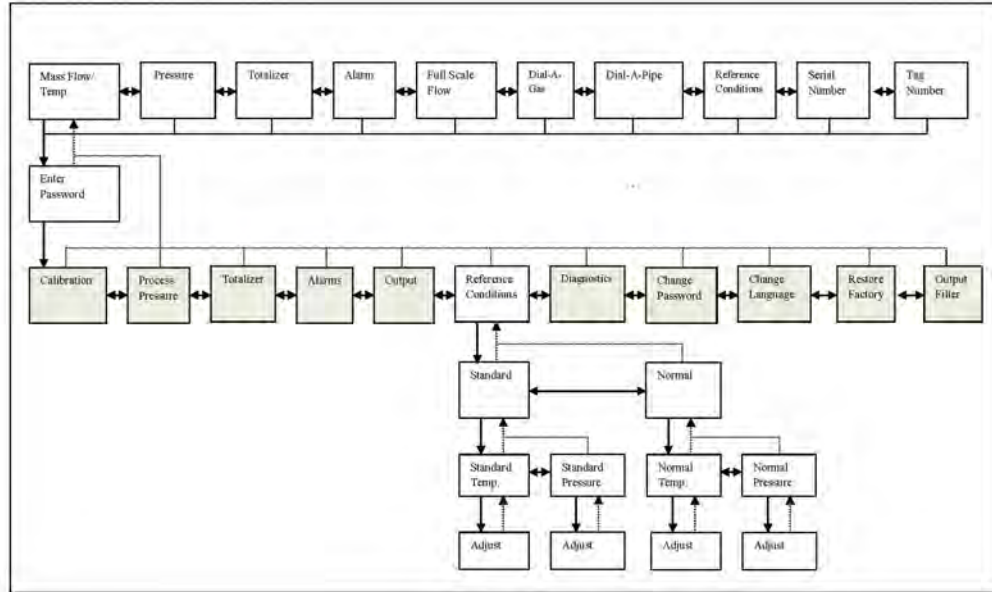 Mass Flow/
Temp
Pressure
Totalizer
Alarm
Full Scale
Flow
Dial-A-
Gas
Dial-A-Pipe
Reference
Conditions
Serial
Number
Tag
Number
Enter
Password
Calibration
Process
Pressure
Totalizer
Alarms
Output
Reference
Conditions
Diagnostics
Change
Password
Change
Language
Restore
Factory
Output
Filter
Standard
Normal
Standard
Temp.
Standard
Pressure
Normal
Temp.
Normal
Pressure
Adjust
Adjust
Adjust
Adjust